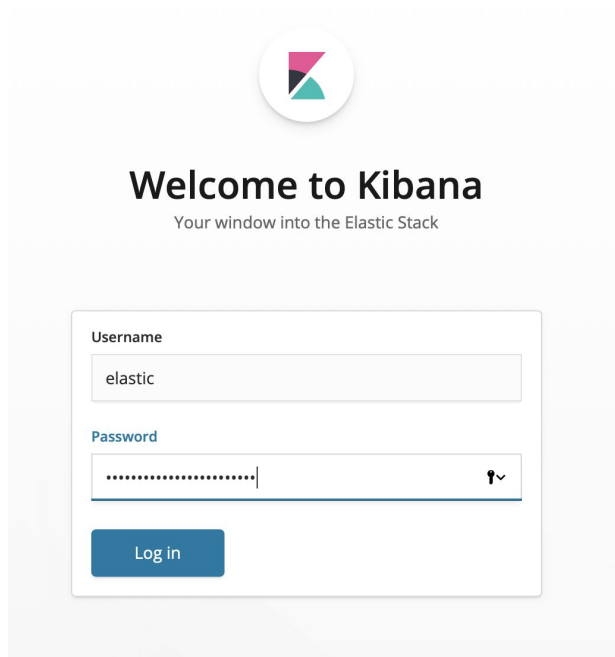 Welcome to Kibana
Your window into the Elastic Stack
Username
elastic
Password
••••••••••••••••••••••••
Log in